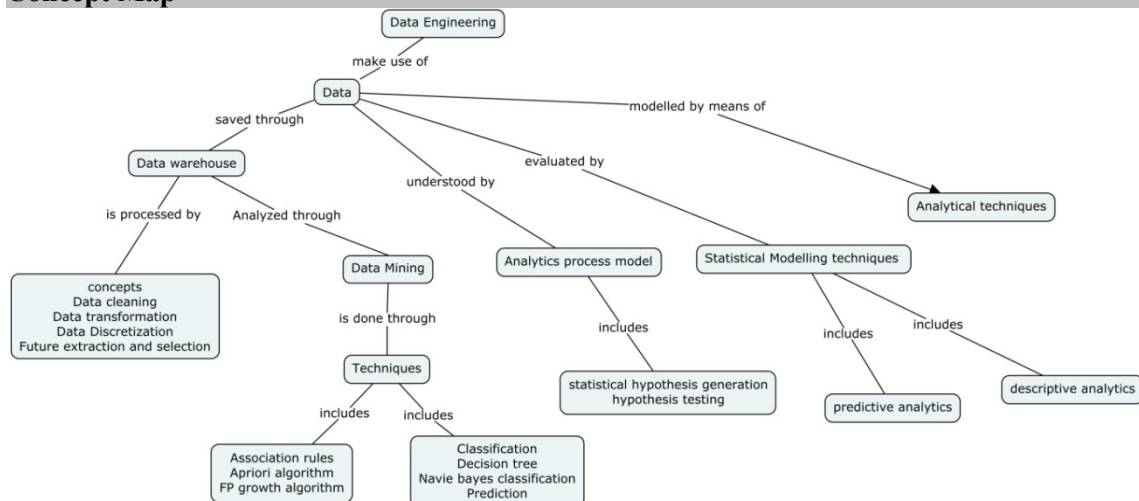 Concept Map
Data Engineering
make use of
Data
modelled by means of
saved through
Data warehouse
evaluated by
understood by
Analytical techniques
is processed by
Analyzed through
Analytics process model
Statistical Modelling techniques
Data Mining
concepts
Data cleaning
Data transformation
Data Discretization
Future extraction and selection
is done through
includes
includes
includes
Techniques
statistical hypothesis generation
hypothesis testing
descriptive analytics
predictive analytics
includes
includes
Association rules
Apriori algorithm
FP growth algorithm
Classification
Decision tree
Navie bayes classification
Prediction